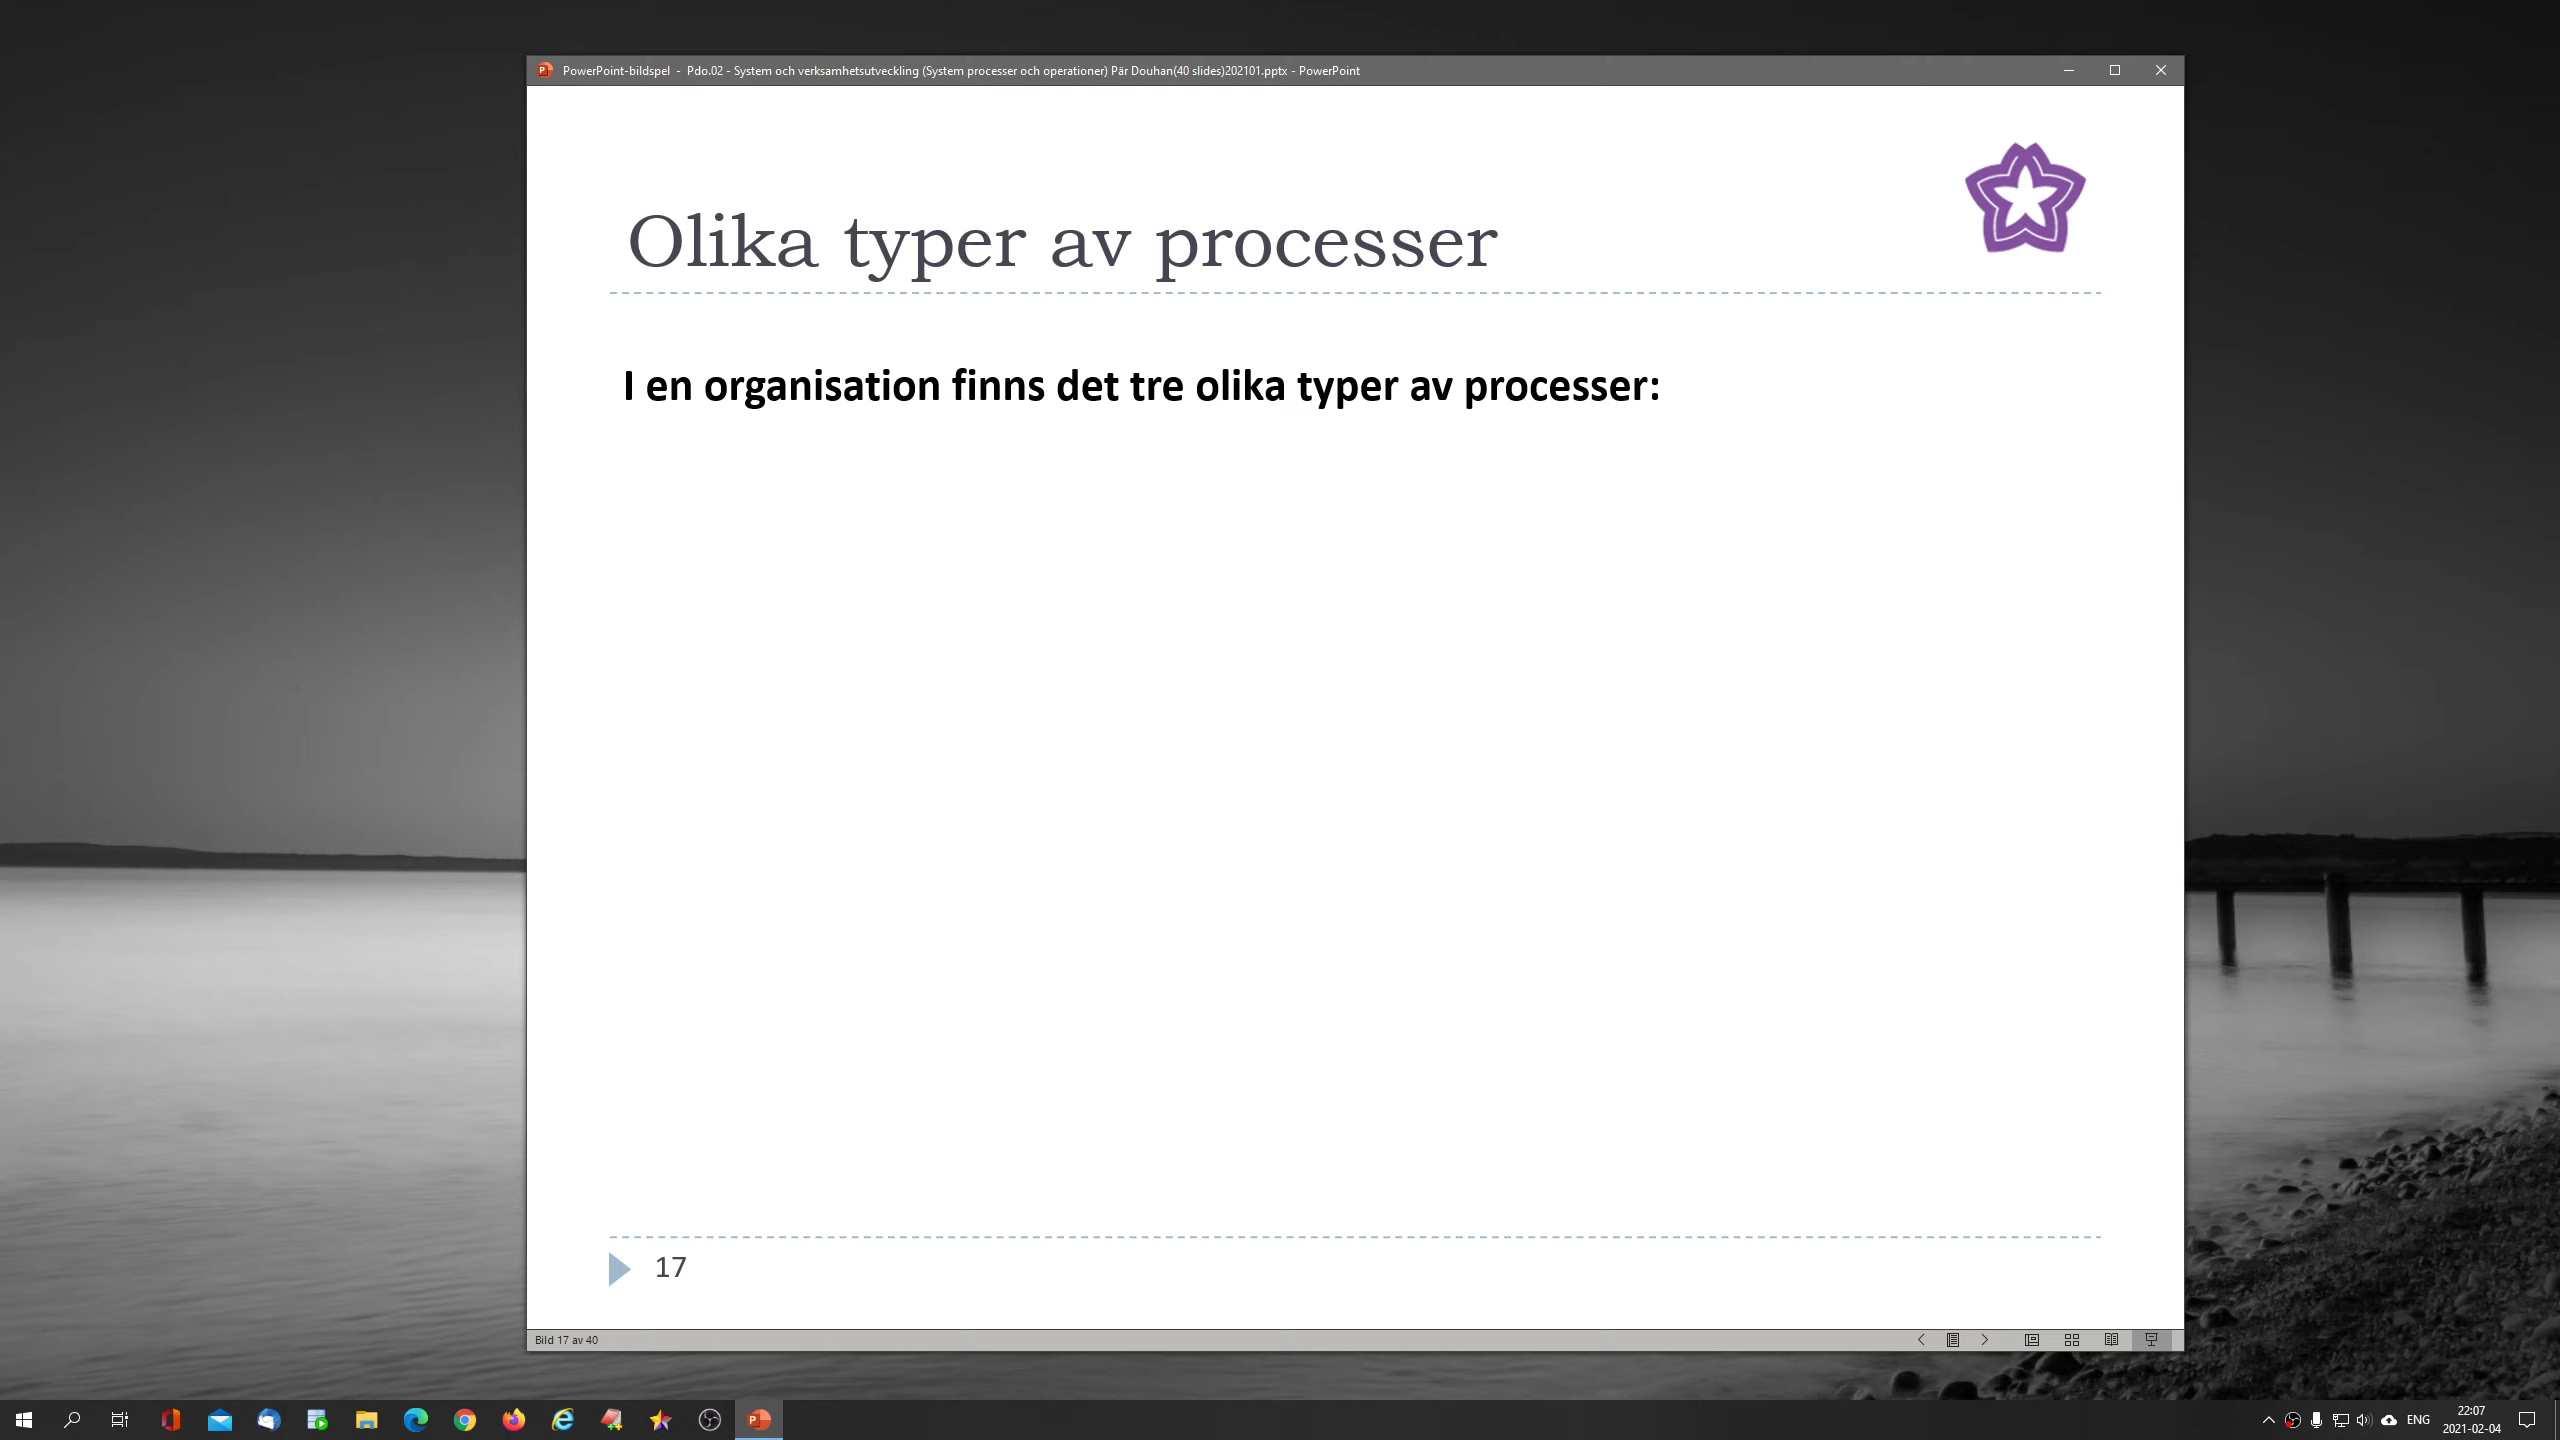 PowerPoint-bildspel - Pdo.02 - System och verksamhetsutveckling (System processer och operationer) Pär Douhan(40 slides)202101.pptx - PowerPoint
Olika typer av processer
I en organisation finns det tre olika typer av processer:
17
Bild 17 av 40
ENG
22:07
2021-02-04